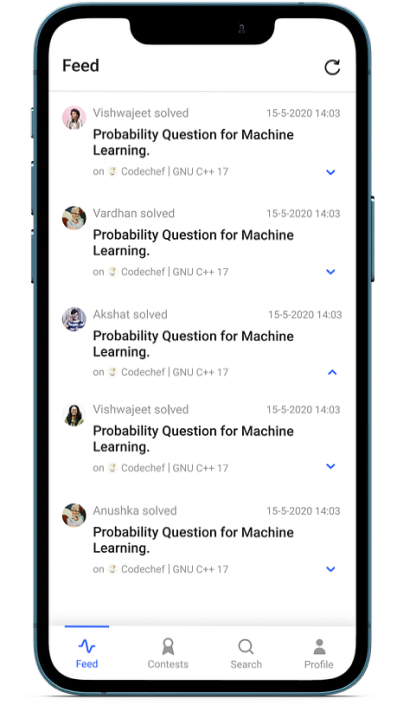 Feed
Vishwajeet solved 15-5-2020 14:03
Probability Question for Machine
Learning.
on Codechef | GNU C++ 17
Vardhan solved 15-5-2020 14:03
Probability Question for Machine
Learning.
on Codechef | GNU C++ 17
Akshat solved 15-5-2020 14:03
Probability Question for Machine
Learning.
on Codechef | GNU C++ 17
Vishwajeet solved 15-5-2020 14:03
Probability Question for Machine
Learning.
on Codechef | GNU C++ 17
Anushka solved 15-5-2020 14:03
Probability Question for Machine
Learning.
on Codechef | GNU C++ 17
Feed Contests Search Profile